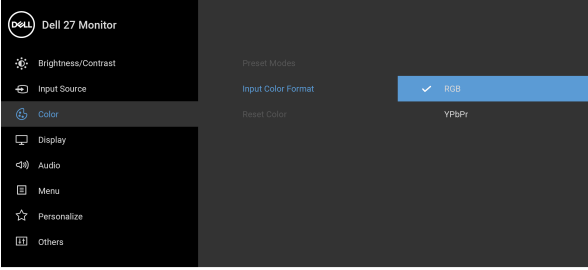 DELL
Dell 27 Monitor
Brightness/Contrast
Input Source
Color
Display
Audio
Menu
Personalize
Others
Preset Modes
Input Color Format
Reset Color
RGB
YPbPr